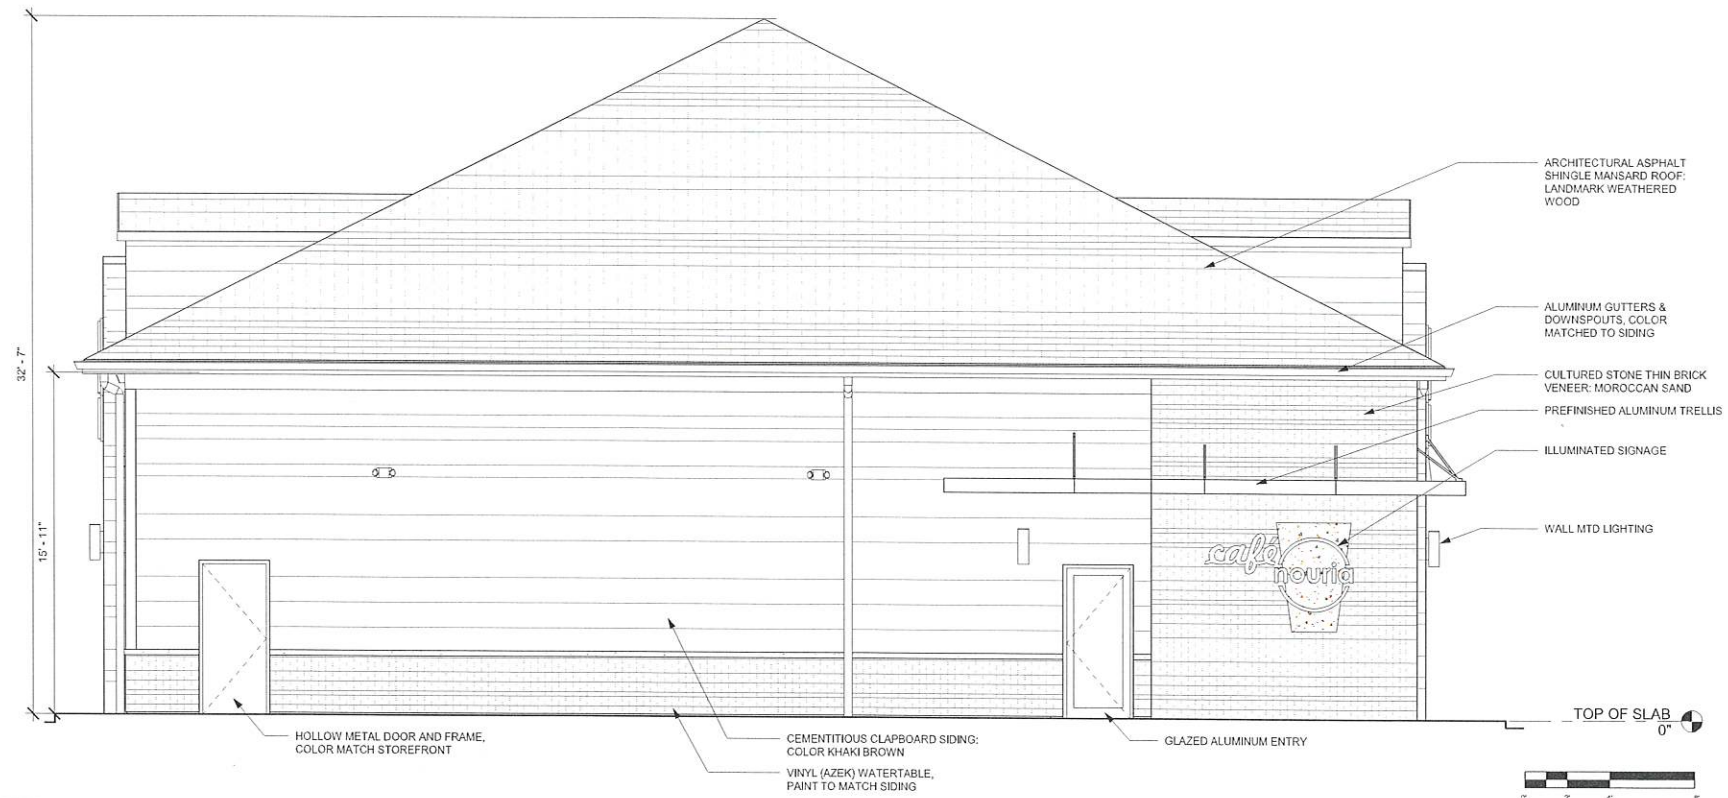 32' - 7"
15' - 11"
ARCHITECTURAL ASPHALT
SHINGLE MANSARD ROOF:
LANDMARK WEATHERED
WOOD
ALUMINUM GUTTERS &
DOWNSPOUTS, COLOR
MATCHED TO SIDING
CULTURED STONE THIN BRICK
VENEER: MOROCCAN SAND
PREFINISHED ALUMINUM TRELLIS
ILLUMINATED SIGNAGE
WALL MTD LIGHTING
café
nouria
TOP OF SLAB
0"
HOLLOW METAL DOOR AND FRAME,
COLOR MATCH STOREFRONT
CEMENTITIOUS CLAPBOARD SIDING:
COLOR KHAKI BROWN
VINYL (AZEK) WATERTABLE,
PAINT TO MATCH SIDING
GLAZED ALUMINUM ENTRY